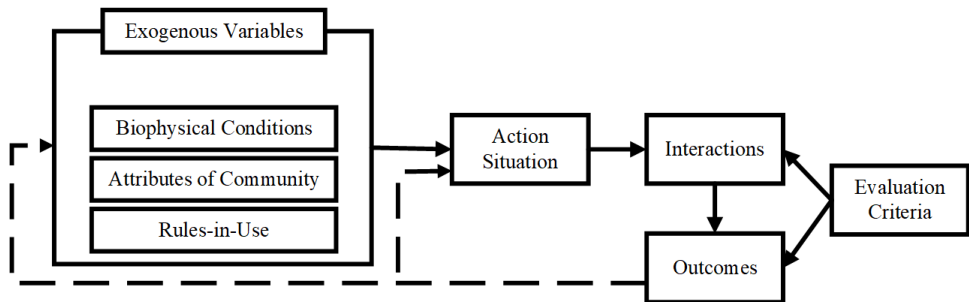 Exogenous Variables
Biophysical Conditions
Attributes of Community
Rules-in-Use
Action
Situation
Interactions
Outcomes
Evaluation
Criteria